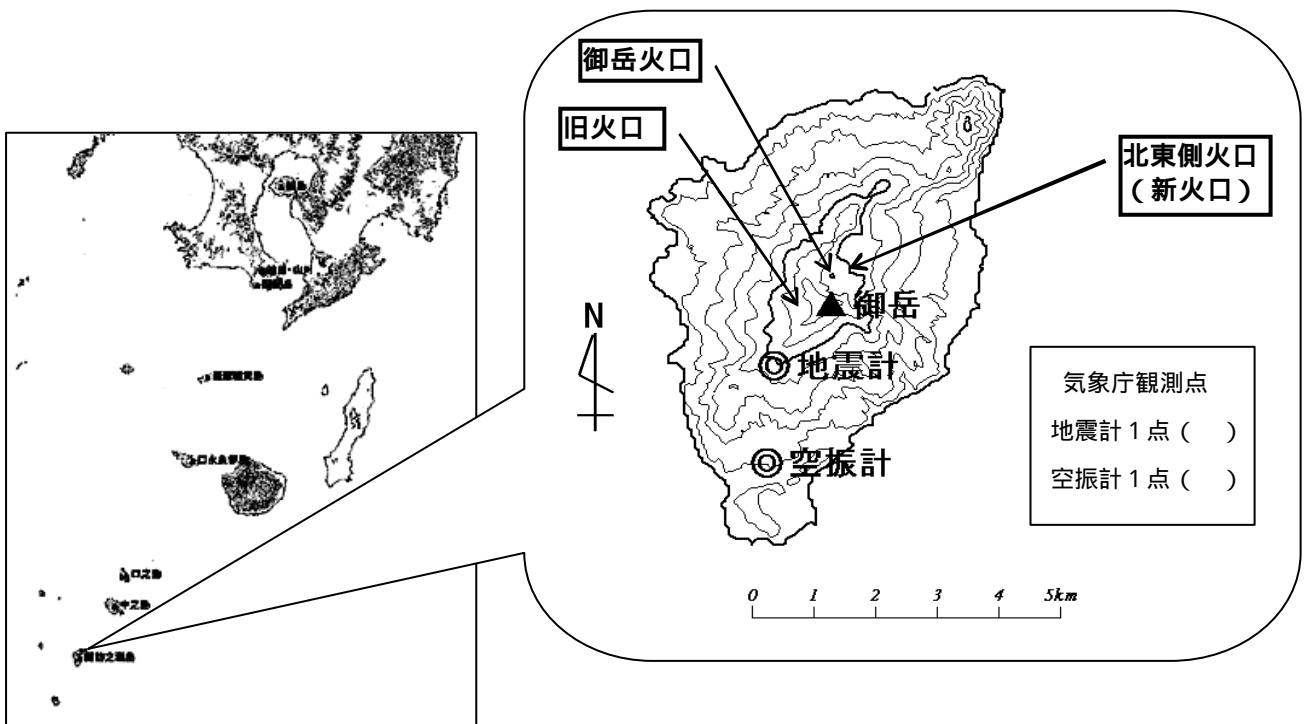 御岳火口
旧火口
北東側火口
（新火口）
N
御岳
地震計
空振計
気象庁観測点
地震計１点（　）
空振計１点（　）
0 1 2 3 4 5km
口之島
中之島